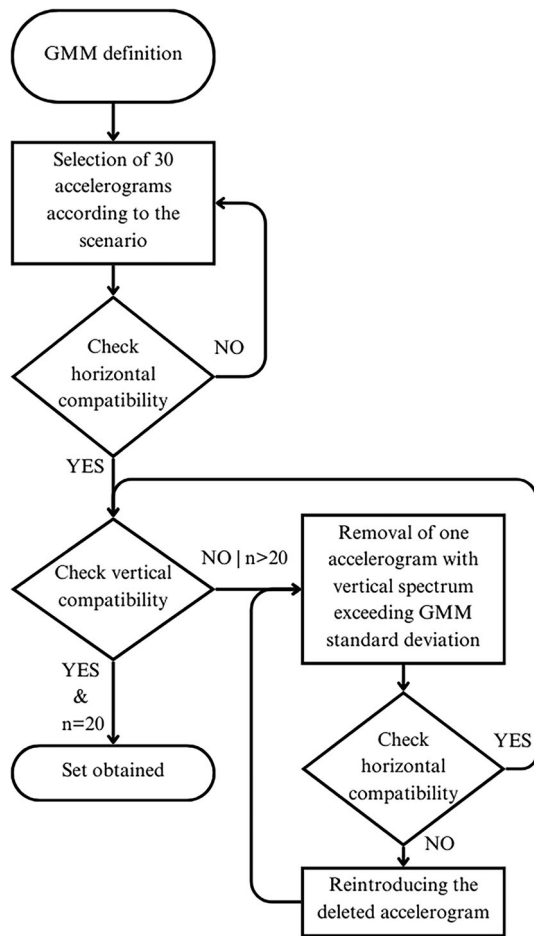 GMM definition
Selection of 30
accelerograms
according to the
scenario
Check
horizontal
compatibility
NO
YES
Check vertical
compatibility
NO | n>20
Removal of one
accelerogram with
vertical spectrum
exceeding GMM
standard deviation
YES
&
n=20
Set obtained
Check
horizontal
compatibility
YES
NO
Reintroducing the
deleted accelerogram